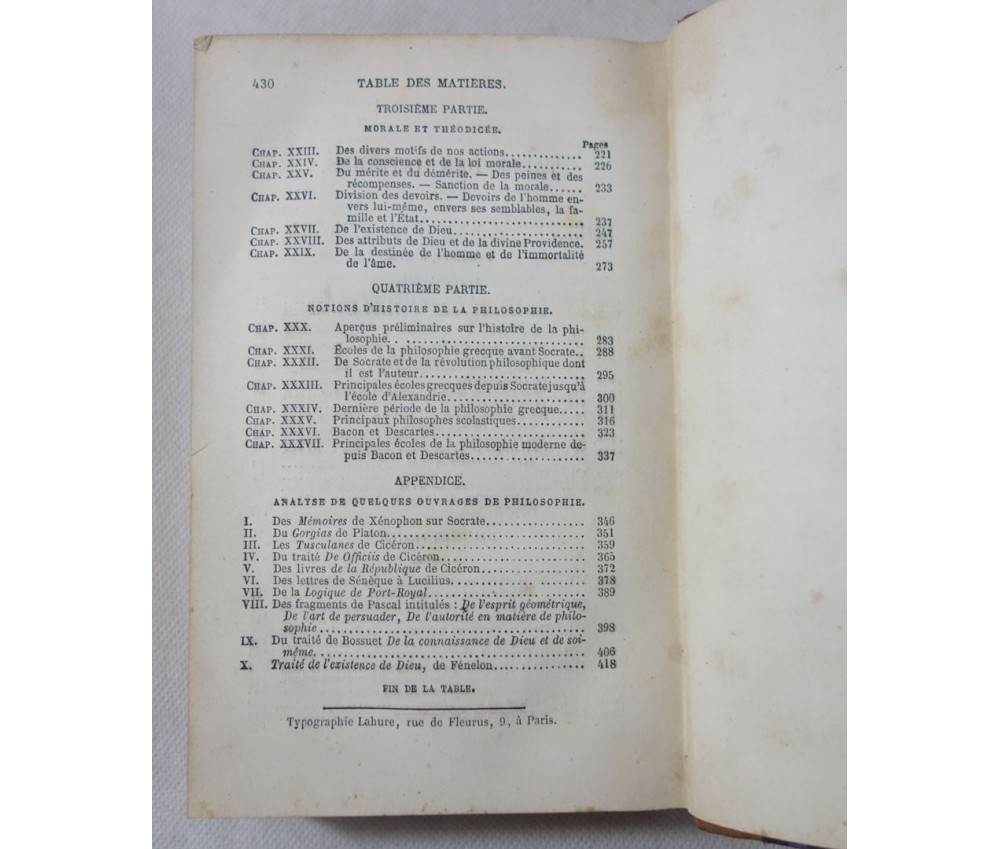 430 TABLE DES MATIERES.
TROISIÈME PARTIE.
MORALE ET THÉODICÉE.
Pages
CHAP. XXIII. Des divers motifs de nos actions............. 221
CHAP. XXIV. De la conscience et de la loi morale........... 226
CHAP. XXV. Du mérite et du démérite. — Des peines et des
récompenses. — Sanction de la morale...... 233
CHAP. XXVI. Division des devoirs. — Devoirs de l'homme en-
vers lui-même, envers ses semblables, la fa-
mille et l'État........................ 237
CHAP. XXVII. De l'existence de Dieu................... 247
CHAP. XXVIII. Des attributs de Dieu et de la divine Providence. 257
CHAP. XXIX. De la destinée de l'homme et de l'immortalité
de l'âme. 273
QUATRIÈME PARTIE.
NOTIONS D'HISTOIRE DE LA PHILOSOPHIE.
CHAP. XXX. Aperçus préliminaires sur l'histoire de la phi-
losophie. . ........................ 283
CHAP. XXXI. Écoles de la philosophie grecque avant Socrate.. 288
CHAP. XXXII. De Socrate et de la révolution philosophique dont
il est l'auteur........................ 295
CHAP. XXXIII. Principales écoles grecques depuis Socrate jusqu'à
l'école d'Alexandrie.................... 300
CHAP. XXXIV. Dernière période de la philosophie grecque..... 311
CHAP. XXXV. Principaux philosophes scolastiques............ 316
CHAP. XXXVI. Bacon et Descartes...................... 323
CHAP. XXXVII. Principales écoles de la philosophie moderne de-
puis Bacon et Descartes................. 337
APPENDICE.
ANALYSE DE QUELQUES OUVRAGES DE PHILOSOPHIE.
I. Des Mémoires de Xénophon sur Socrate................. 346
II. Du Gorgias de Platon............................. 351
III. Les Tusculanes de Cicéron......................... 359
IV. Du traité De Officiis de Cicéron..................... 365
V. Des livres de la République de Cicéron................. 372
VI. Des lettres de Sénèque à Lucilius..................... 378
VII. De la Logique de Port-Royal......................... 389
VIII. Des fragments de Pascal intitulés : De l'esprit géométrique,
De l'art de persuader, De l'autorité en matière de philo-
sophie ........................................ 398
IX. Du traité de Bossuet De la connaissance de Dieu et de soi-
même......................................... 406
X. Traité de l'existence de Dieu, de Fénelon............... 418
FIN DE LA TABLE.
Typographie Lahure, rue de Fleurus, 9, à Paris.